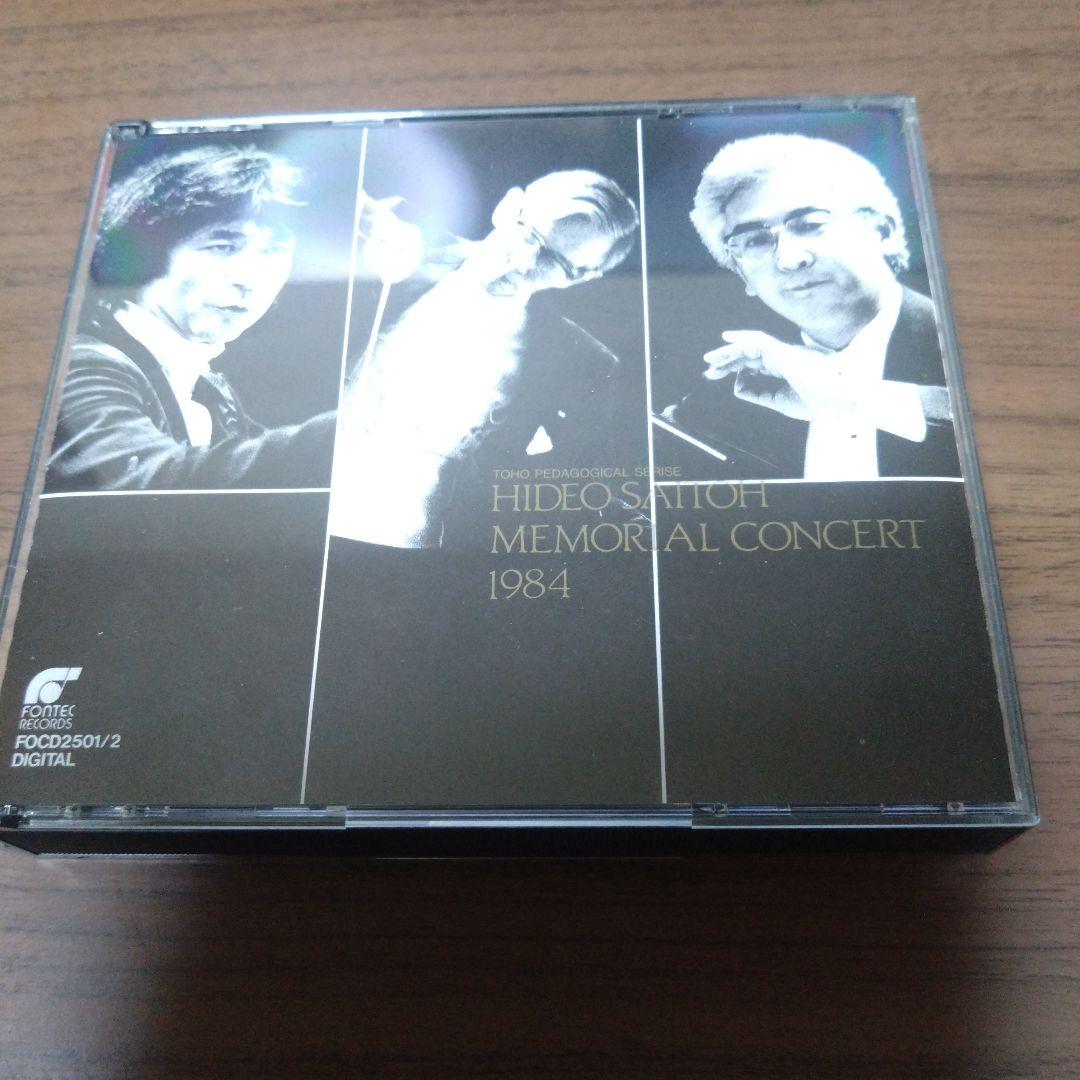 TOHO PEDAGOGICAL SERISE
HIDEO SAITOH
MEMORIAL CONCERT
1984
FONTEC
RECORDS
FOCD2501/2
DIGITAL